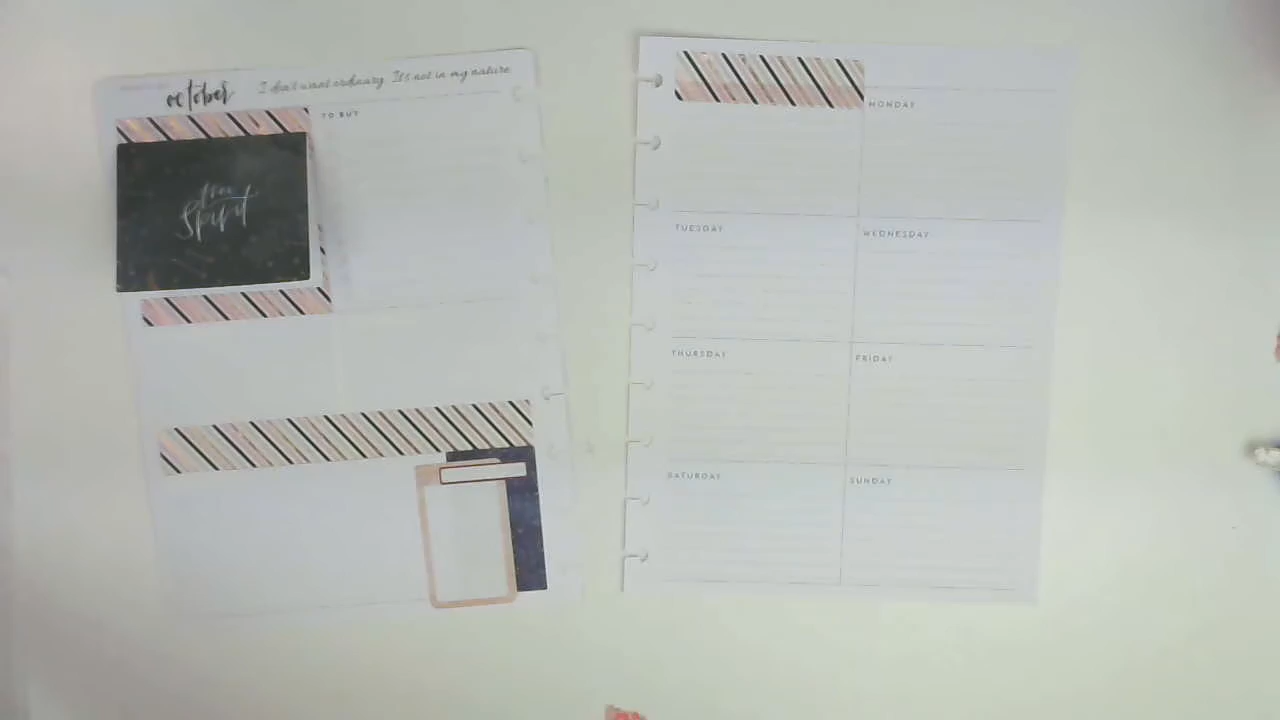 october
I don't want ordinary. It's not in my nature.
TO BUY
free
Spirit
MONDAY
TUESDAY
WEDNESDAY
THURSDAY
FRIDAY
SATURDAY
SUNDAY